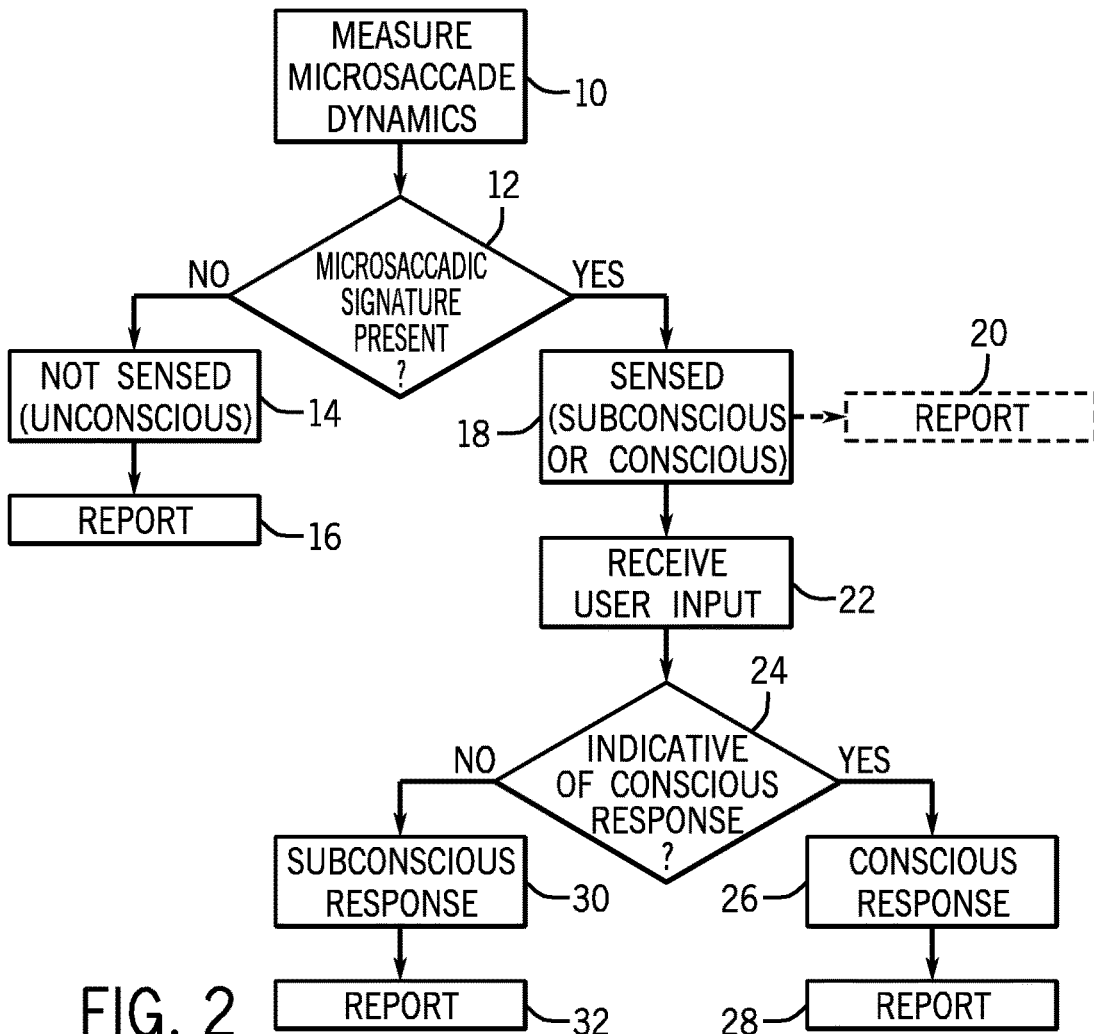 MEASURE
MICROSACCADE
DYNAMICS
10
12
MICROSACCADIC
SIGNATURE
PRESENT
?
NO
YES
NOT SENSED
(UNCONSCIOUS)
14
REPORT
16
SENSED
(SUBCONSCIOUS
OR CONSCIOUS)
18
20
REPORT
RECEIVE
USER INPUT
22
24
INDICATIVE
OF CONSCIOUS
RESPONSE
?
NO
YES
SUBCONSCIOUS
RESPONSE
30
REPORT
32
CONSCIOUS
RESPONSE
26
REPORT
28
FIG. 2